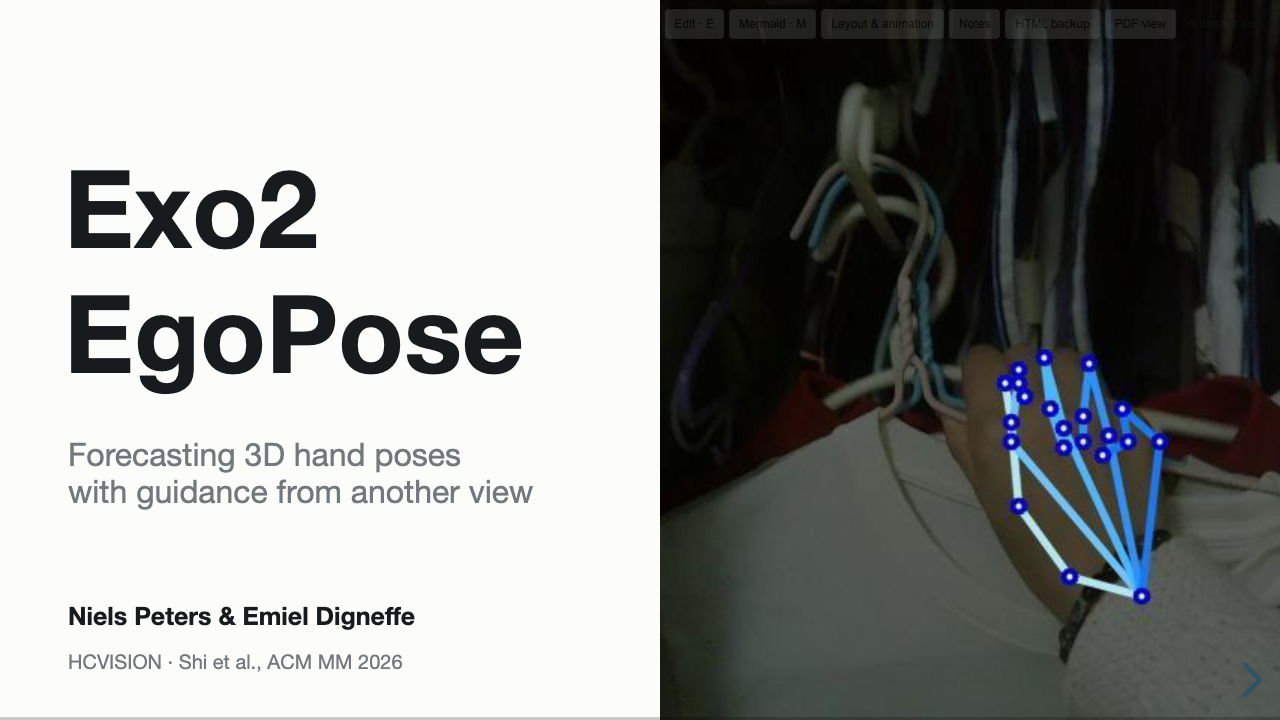 Edit · E
Mermaid · M
Layout & animation
Notes
HTML backup
PDF view
Exo2
EgoPose
Forecasting 3D hand poses
with guidance from another view
Niels Peters & Emiel Digneffe
HCVISION · Shi et al., ACM MM 2026